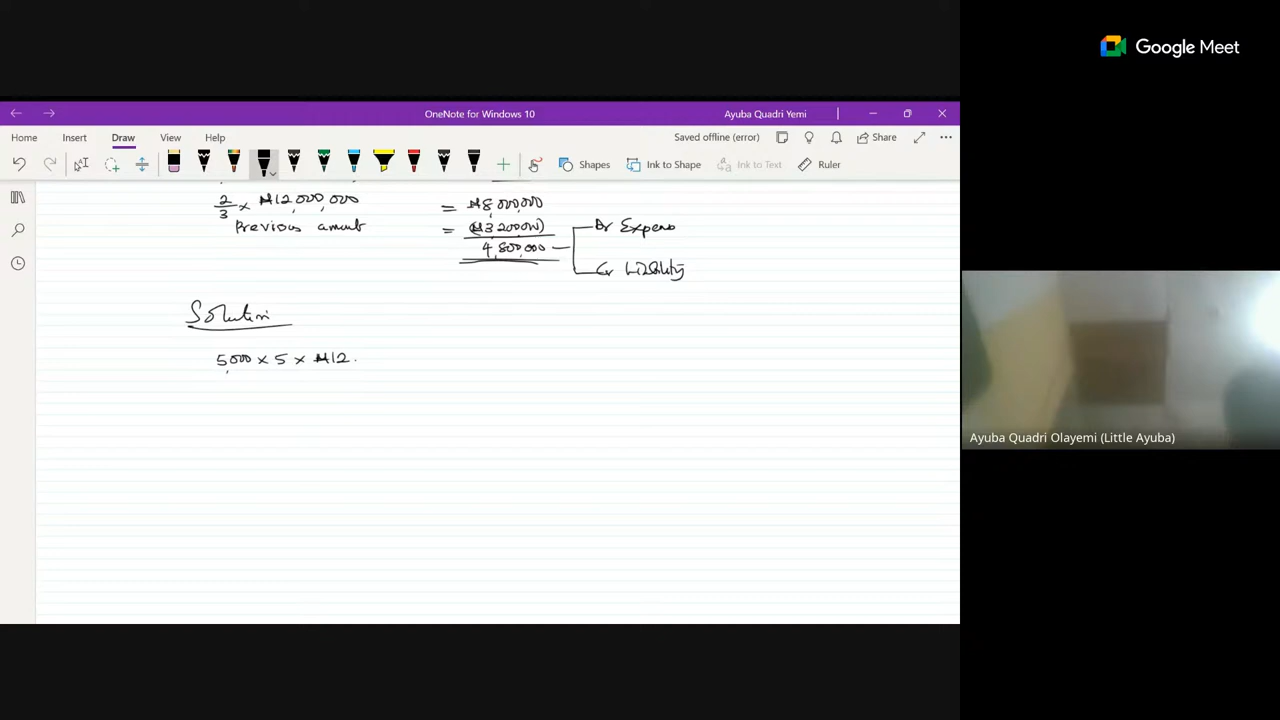 Google Meet
OneNote for Windows 10
Ayuba Quadri Yemi
Home Insert Draw View Help
Saved offline (error)
Share
Shapes
Ink to Shape
Ink to Text
Ruler
2/3 × ₦12,000,000 = ₦8,000,000
Previous amount = (₦3,200,000)
Dr Expens
4,800,000
Cr Liability
Solution
5,000 × 5 × ₦12.
Ayuba Quadri Olayemi (Little Ayuba)